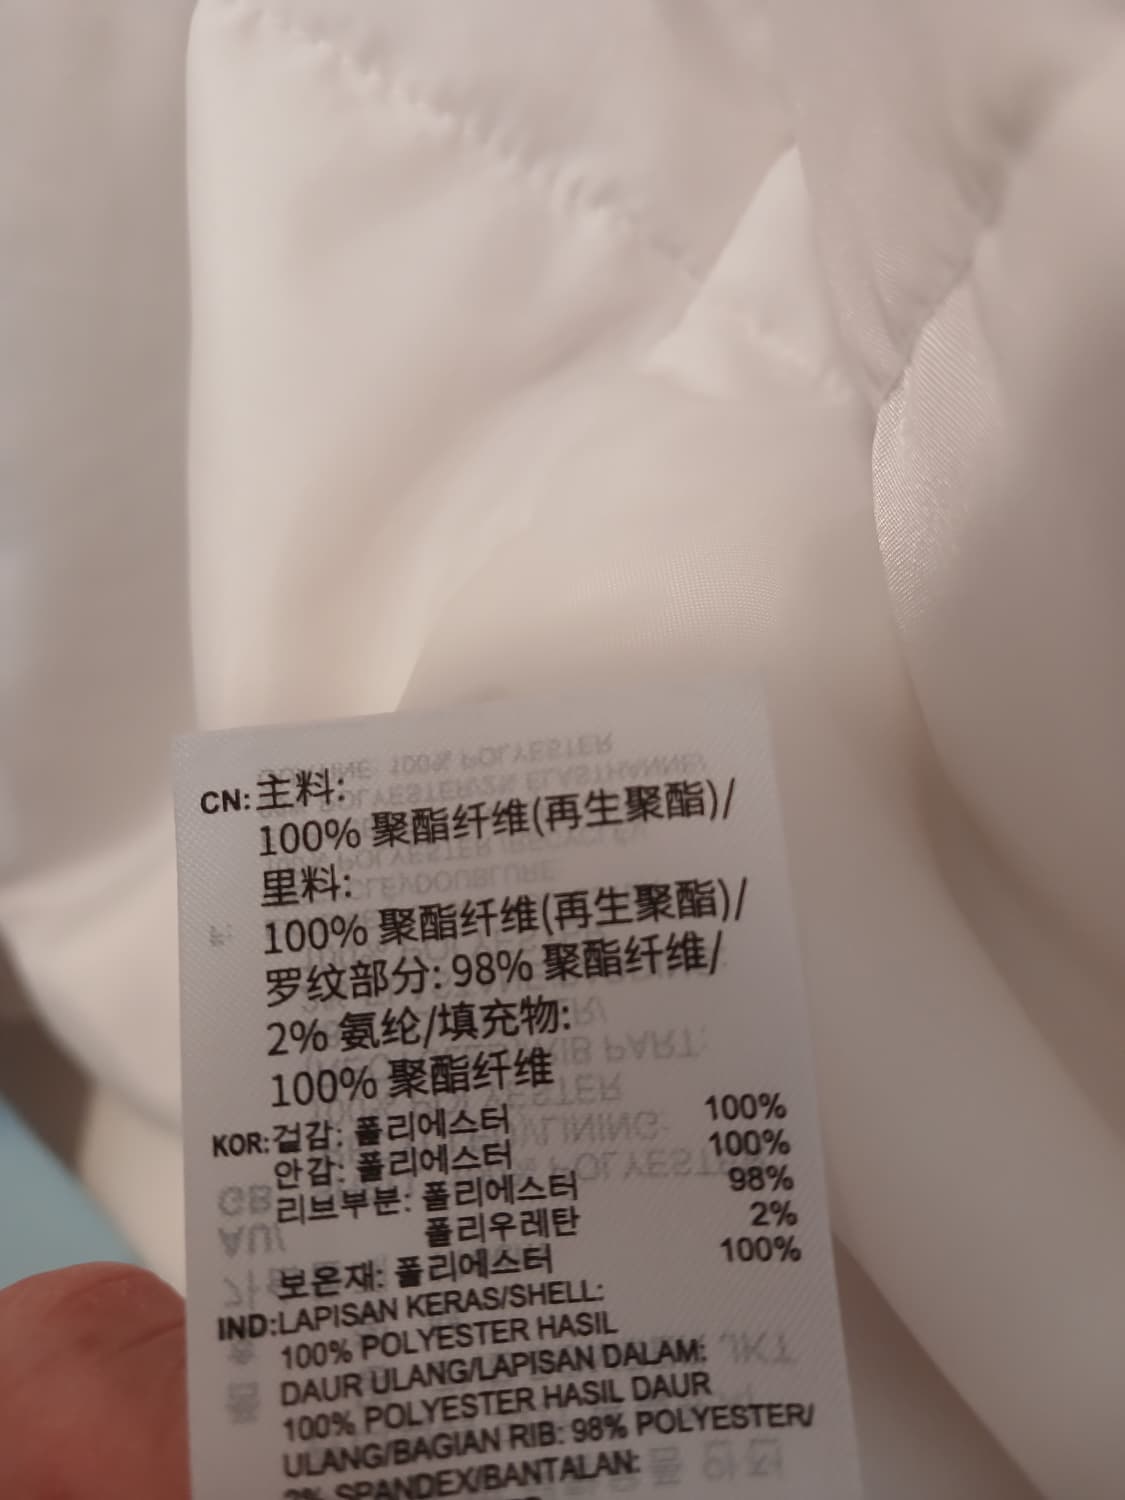 CN: 主料:
100% 聚酯纤维(再生聚酯)/
里料:
100% 聚酯纤维(再生聚酯)/
罗纹部分: 98% 聚酯纤维/
2% 氨纶/填充物:
100% 聚酯纤维
KOR: 겉감: 폴리에스터 100%
안감: 폴리에스터 100%
리브부분: 폴리에스터 98%
폴리우레탄 2%
보온재: 폴리에스터 100%
IND: LAPISAN KERAS/SHELL:
100% POLYESTER HASIL
DAUR ULANG/LAPISAN DALAM:
100% POLYESTER HASIL DAUR
ULANG/BAGIAN RIB: 98% POLYESTER/
2% SPANDEX/BANTALAN: